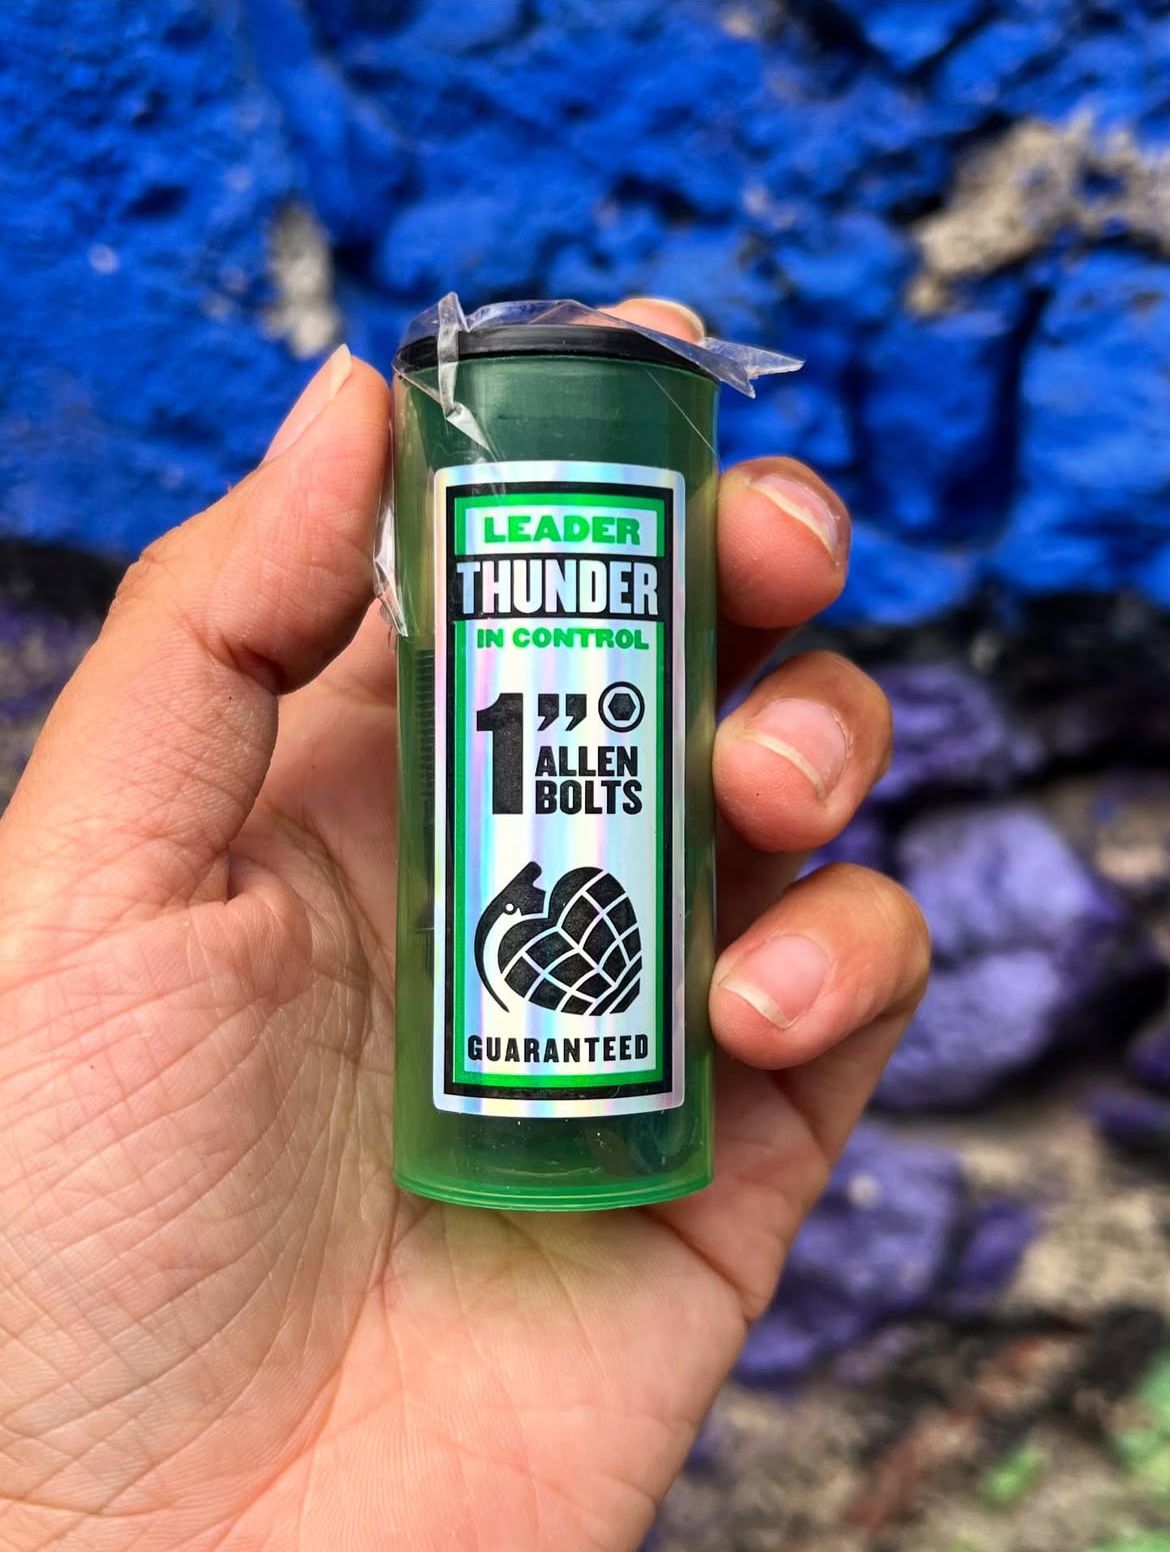 LEADER
THUNDER
IN CONTROL
1”
ALLEN
BOLTS
GUARANTEED